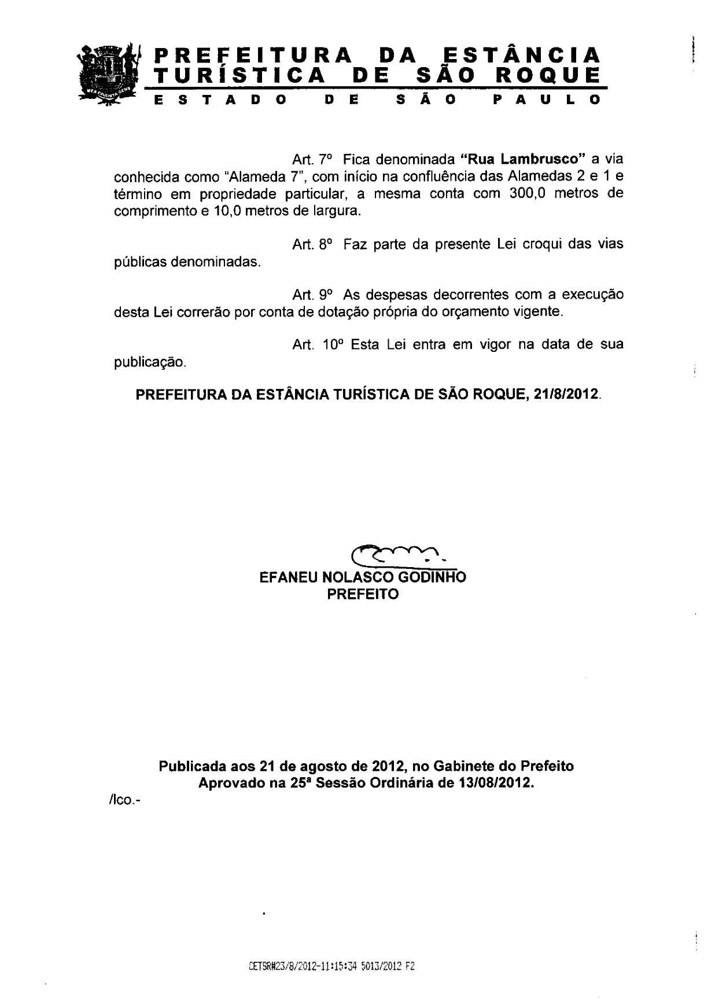 PREFEITURA DA ESTÂNCIA
TURÍSTICA DE SÃO ROQUE
ESTADO DE SÃO PAULO
Art. 7º Fica denominada “Rua Lambrusco” a via
conhecida como “Alameda 7”, com início na confluência das Alamedas 2 e 1 e
término em propriedade particular, a mesma conta com 300,0 metros de
comprimento e 10,0 metros de largura.
Art. 8º Faz parte da presente Lei croqui das vias
públicas denominadas.
Art. 9º As despesas decorrentes com a execução
desta Lei correrão por conta de dotação própria do orçamento vigente.
Art. 10º Esta Lei entra em vigor na data de sua
publicação.
PREFEITURA DA ESTÂNCIA TURÍSTICA DE SÃO ROQUE, 21/8/2012.
EFANEU NOLASCO GODINHO
PREFEITO
Publicada aos 21 de agosto de 2012, no Gabinete do Prefeito
Aprovado na 25ª Sessão Ordinária de 13/08/2012.
/lco.-
CETSR#23/8/2012-11:15:34 5013/2012 F2